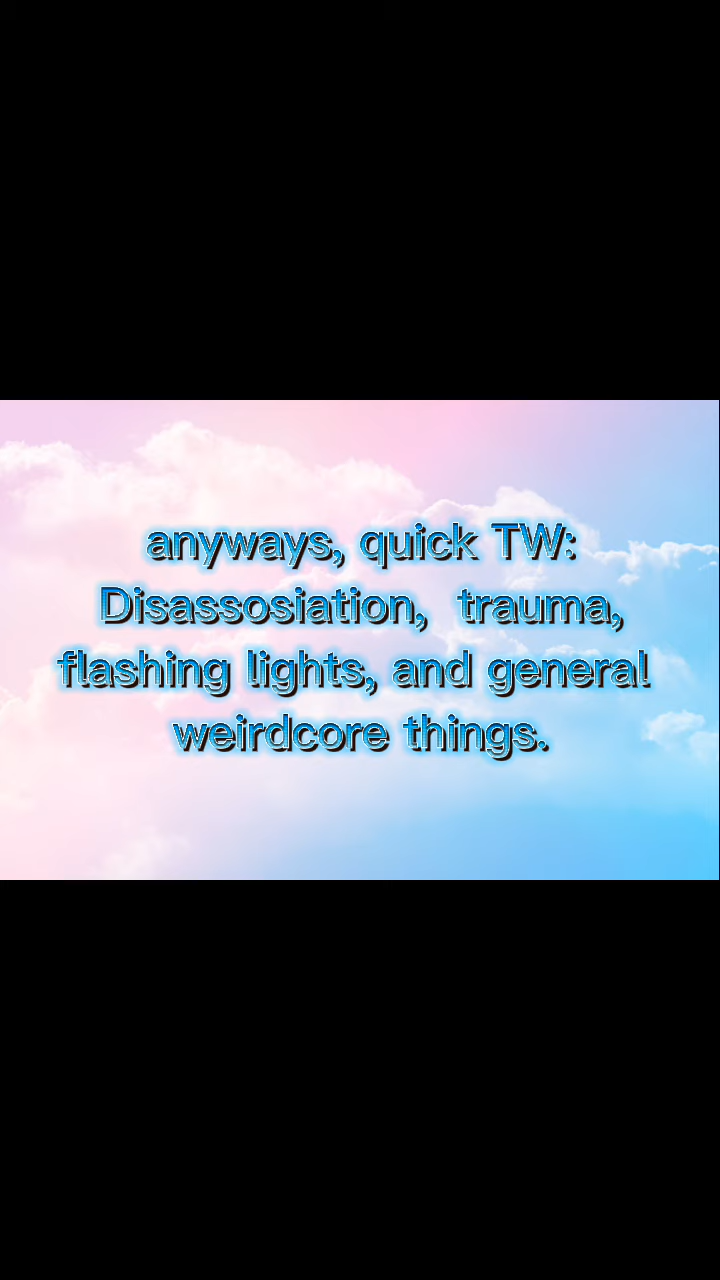 anyways, quick TW:
Disassosiation,  trauma,
flashing lights, and general
weirdcore things.